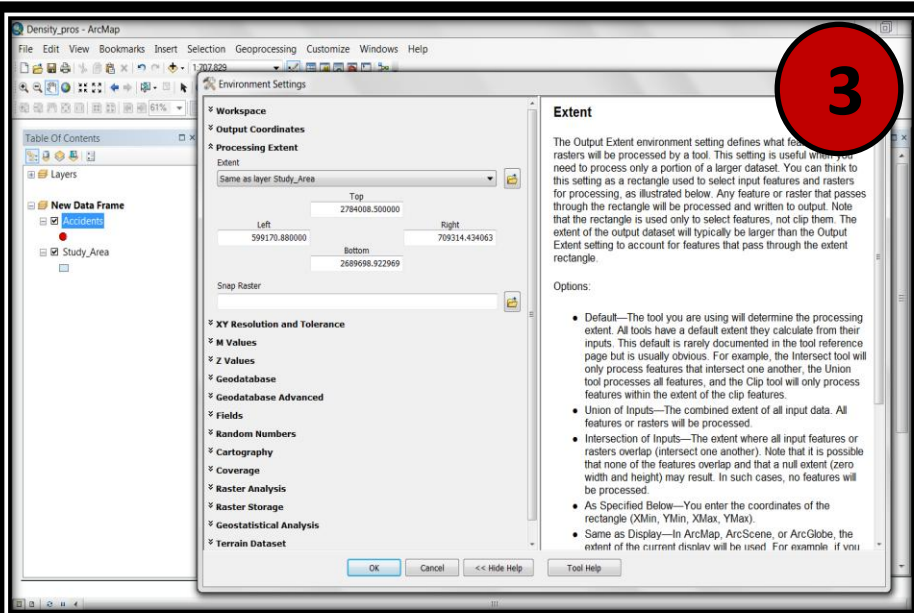 Density_pros - ArcMap
File Edit View Bookmarks Insert Selection Geoprocessing Customize Windows Help
1:707,829
61%
3
Table Of Contents
Layers
New Data Frame
Accidents
Study_Area
Environment Settings
Workspace
Output Coordinates
Processing Extent
Extent
Same as layer Study_Area
Top
2784008.500000
Left
Right
599170.880000
709314.434063
Bottom
2689698.922969
Snap Raster
XY Resolution and Tolerance
M Values
Z Values
Geodatabase
Geodatabase Advanced
Fields
Random Numbers
Cartography
Coverage
Raster Analysis
Raster Storage
Geostatistical Analysis
Terrain Dataset
OK
Cancel
<< Hide Help
Tool Help
Extent
The Output Extent environment setting defines what
rasters will be processed by a tool. This setting is useful when you
need to process only a portion of a larger dataset. You can think to
this setting as a rectangle used to select input features and rasters
for processing, as illustrated below. Any feature or raster that passes
through the rectangle will be processed and written to output. Note
that the rectangle is used only to select features, not clip them. The
extent of the output dataset will typically be larger than the Output
Extent setting to account for features that pass through the extent
rectangle.
Options:
• Default—The tool you are using will determine the processing
extent. All tools have a default extent they calculate from their
inputs. This default is rarely documented in the tool reference
page but is usually obvious. For example, the Intersect tool will
only process features that intersect one another, the Union
tool processes all features, and the Clip tool will only process
features within the extent of the clip features.
• Union of Inputs—The combined extent of all input data. All
features or rasters will be processed.
• Intersection of Inputs—The extent where all input features or
rasters overlap (intersect one another). Note that it is possible
that none of the features overlap and that a null extent (zero
width and height) may result. In such cases, no features will
be processed.
• As Specified Below—You enter the coordinates of the
rectangle (XMin, YMin, XMax, YMax).
• Same as Display—In ArcMap, ArcScene, or ArcGlobe, the
extent of the current display will be used. For example, if you